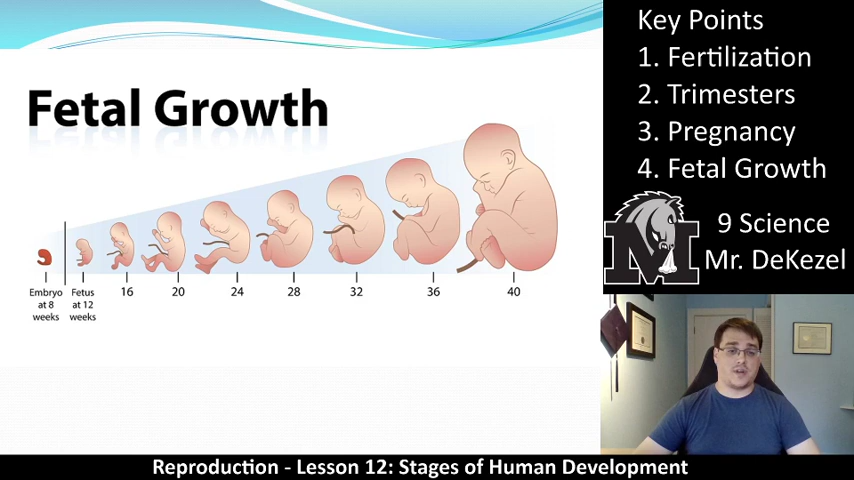 Fetal Growth
Embryo
at 8
weeks
Fetus
at 12
weeks
16
20
24
28
32
36
40
Key Points
1. Fertilization
2. Trimesters
3. Pregnancy
4. Fetal Growth
M
9 Science
Mr. DeKezel
Reproduction - Lesson 12: Stages of Human Development